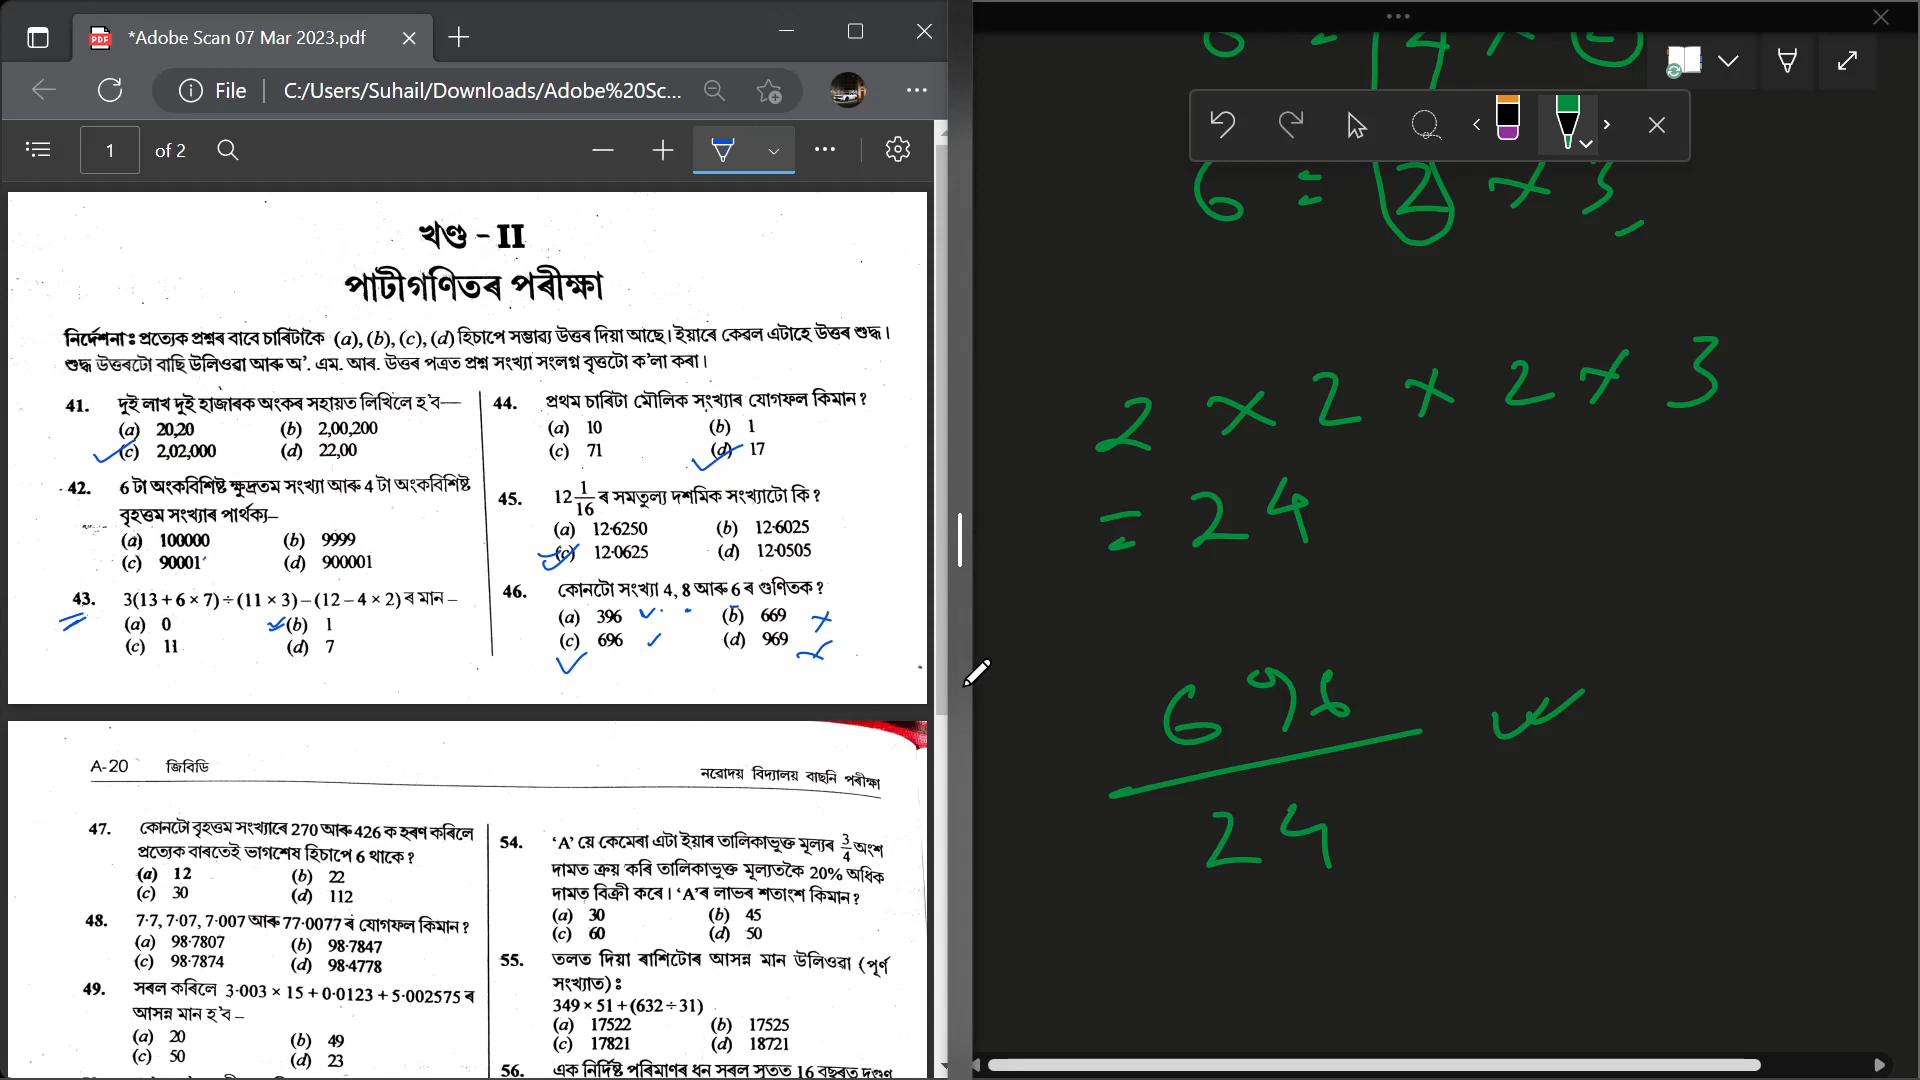 *Adobe Scan 07 Mar 2023.pdf
File
C:/Users/Suhail/Downloads/Adobe%20Sc...
1 of 2
খণ্ড - II
পাটীগণিতৰ পৰীক্ষা
নিৰ্দেশনা : প্ৰত্যেক প্ৰশ্নৰ বাবে চাৰিটাকৈ (a), (b), (c), (d) হিচাপে সম্ভাব্য উত্তৰ দিয়া আছে। ইয়াৰে কেৱল এটাহে উত্তৰ শুদ্ধ।
শুদ্ধ উত্তৰটো বাছি উলিওৱা আৰু অ'. এম. আৰ. উত্তৰ পত্ৰত প্ৰশ্ন সংখ্যা সংলগ্ন বৃত্তটো ক'লা কৰা।
41. দুই লাখ দুই হাজাৰক অংকৰ সহায়ত লিখিলে হ'ব—
(a) 20,20 (b) 2,00,200
(c) 2,02,000 (d) 22,00
42. 6 টা অংকবিশিষ্ট ক্ষুদ্ৰতম সংখ্যা আৰু 4 টা অংকবিশিষ্ট
বৃহত্তম সংখ্যাৰ পাৰ্থক্য–
(a) 100000 (b) 9999
(c) 90001 (d) 900001
43. 3(13 + 6 × 7) ÷ (11 × 3) – (12 – 4 × 2) ৰ মান –
(a) 0 (b) 1
(c) 11 (d) 7
44. প্ৰথম চাৰিটা মৌলিক সংখ্যাৰ যোগফল কিমান ?
(a) 10 (b) 1
(c) 71 (d) 17
45. 12 1/16 ৰ সমতুল্য দশমিক সংখ্যাটো কি ?
(a) 12·6250 (b) 12·6025
(c) 12·0625 (d) 12·0505
46. কোনটো সংখ্যা 4, 8 আৰু 6 ৰ গুণিতক ?
(a) 396 (b) 669
(c) 696 (d) 969
A-20 জিবিডি
নৱোদয় বিদ্যালয় বাছনি পৰীক্ষা
47. কোনটো বৃহত্তম সংখ্যাৰে 270 আৰু 426 ক হৰণ কৰিলে
প্ৰত্যেক বাৰতেই ভাগশেষ হিচাপে 6 থাকে ?
(a) 12 (b) 22
(c) 30 (d) 112
48. 7·7, 7·07, 7·007 আৰু 77·0077 ৰ যোগফল কিমান ?
(a) 98·7807 (b) 98·7847
(c) 98·7874 (d) 98·4778
49. সৰল কৰিলে 3·003 × 15 + 0·0123 + 5·002575 ৰ
আসন্ন মান হ'ব –
(a) 20 (b) 49
(c) 50 (d) 23
54. ‘A’ য়ে কেমেৰা এটা ইয়াৰ তালিকাভুক্ত মূল্যৰ 3/4 অংশ
দামত ক্ৰয় কৰি তালিকাভুক্ত মূল্যতকৈ 20% অধিক
দামত বিক্ৰী কৰে। ‘A’ৰ লাভৰ শতাংশ কিমান ?
(a) 30 (b) 45
(c) 60 (d) 50
55. তলত দিয়া ৰাশিটোৰ আসন্ন মান উলিওৱা (পূৰ্ণ
সংখ্যাত) :
349 × 51 + (632 ÷ 31)
(a) 17522 (b) 17525
(c) 17821 (d) 18721
56. এক নিৰ্দিষ্ট পৰিমাণৰ ধন সৰল সুতত 16 বছৰত দুগুণ
6 = 2 × 3,
2 × 2 × 2 × 3
= 24
696
24